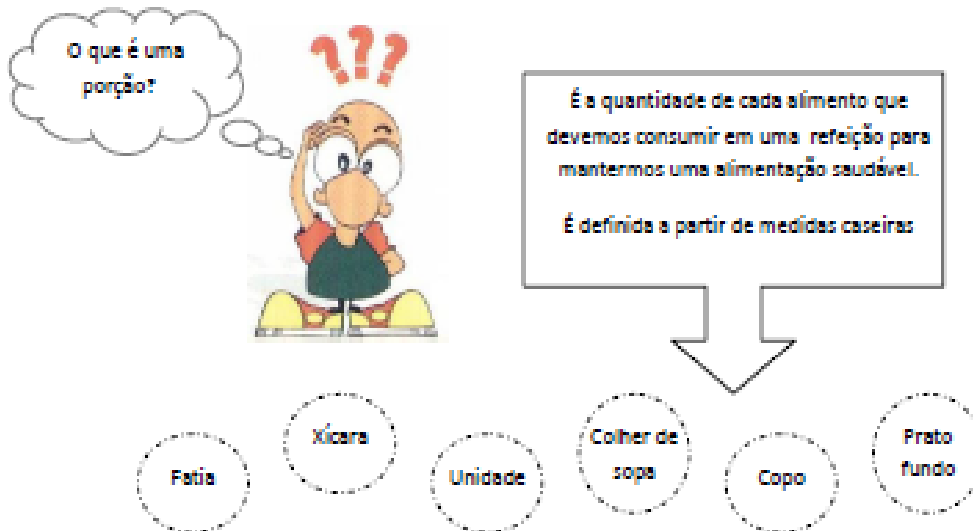 O que é uma
porção?
???
É a quantidade de cada alimento que
devemos consumir em uma refeição para
mantermos uma alimentação saudável.
É definida a partir de medidas caseiras
Fatia
Xícara
Unidade
Colher de
sopa
Copo
Prato
fundo